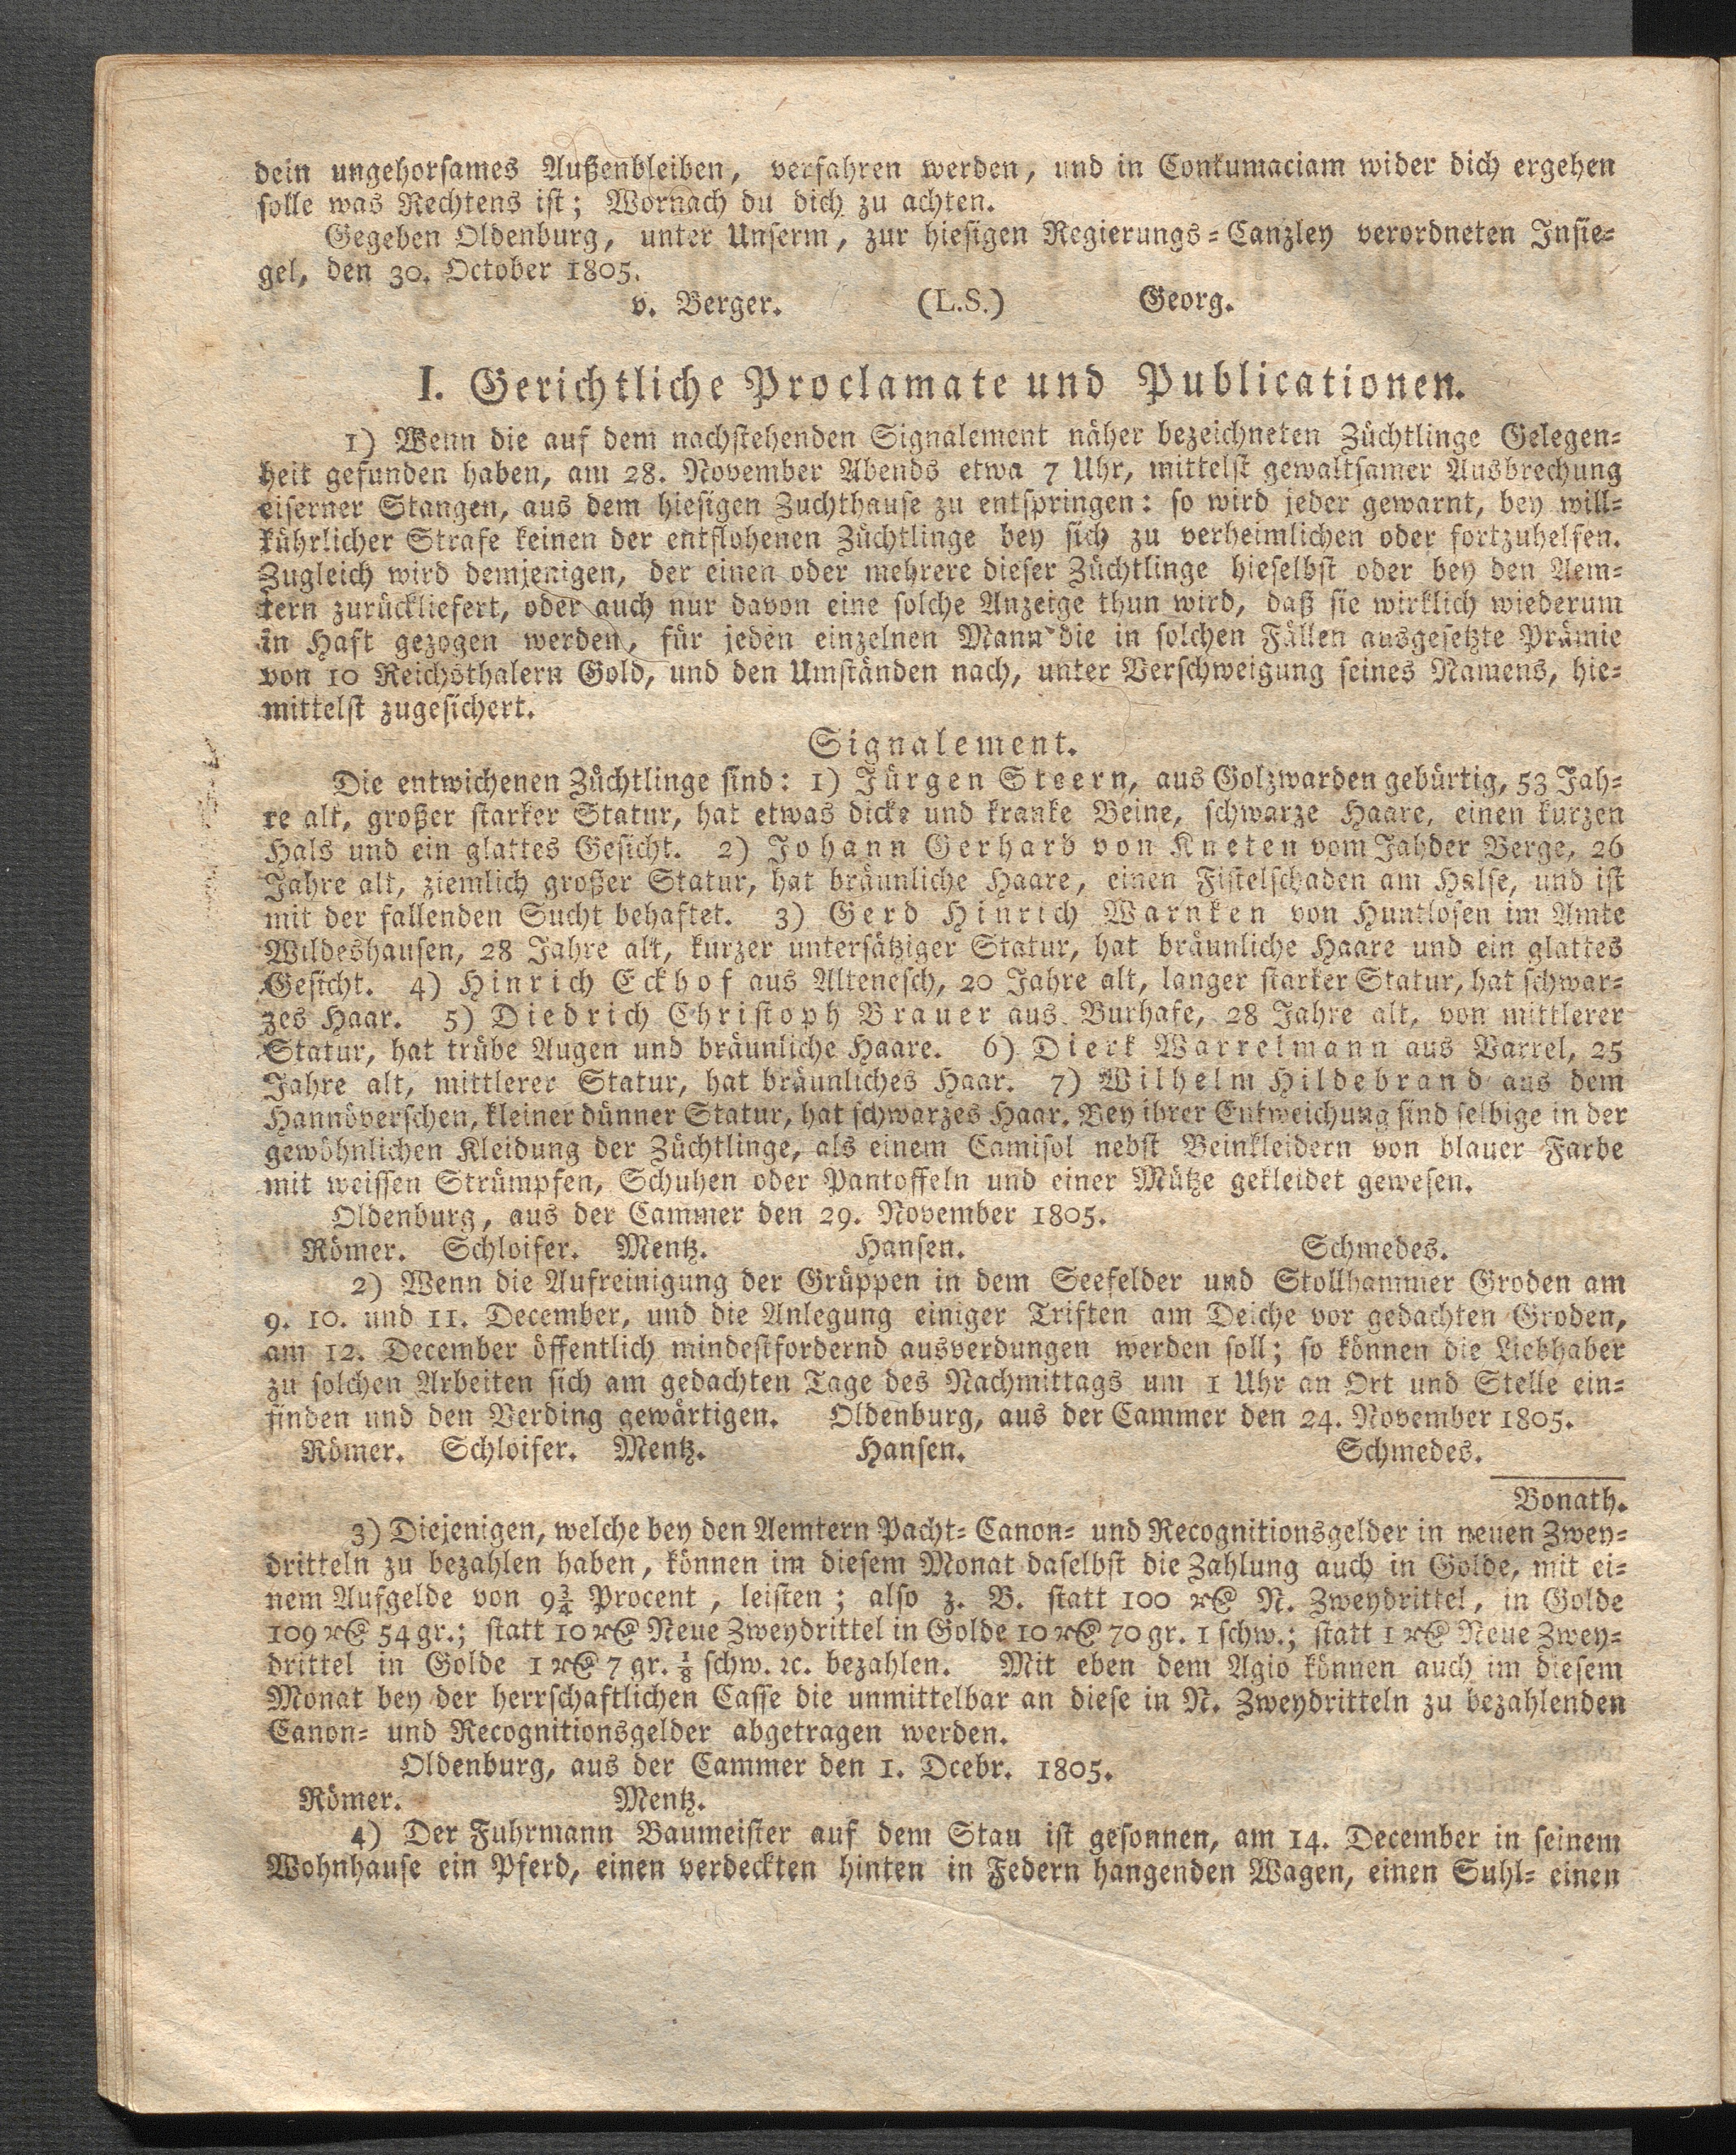 dein ungehorsames Außenbleiben, verfahren werden, und in Contumaciam wider dich ergehen
solle was Rechtens ist; Wornach du dich zu achten.
Gegeben Oldenburg, unter Unserm, zur hiesigen Regierungs-Canzley verordneten Insie-
gel, den 30. October 1805.
v. Berger. (L.S.) Georg.
I. Gerichtliche Proclamate und Publicationen.
1) Wenn die auf dem nachstehenden Signalement näher bezeichneten Züchtlinge Gelegen-
heit gefunden haben, am 28. November Abends etwa 7 Uhr, mittelst gewaltsamer Ausbrechung
eiserner Stangen, aus dem hiesigen Zuchthause zu entspringen: so wird jeder gewarnt, bey will-
kührlicher Strafe keinen der entflohenen Züchtlinge bey sich zu verheimlichen oder fortzuhelfen.
Zugleich wird demjenigen, der einen oder mehrere dieser Züchtlinge hieselbst oder bey den Aem-
tern zurückliefert, oder auch nur davon eine solche Anzeige thun wird, daß sie wirklich wiederum
in Haft gezogen werden, für jeden einzelnen Mann die in solchen Fällen ausgesetzte Prämie
von 10 Reichsthalern Gold, und den Umständen nach, unter Verschweigung seines Namens, hie-
mittelst zugesichert.
Signalement.
Die entwichenen Züchtlinge sind: 1) Jürgen Steern, aus Golzwarden gebürtig, 53 Jah-
re alt, großer starker Statur, hat etwas dicke und kranke Beine, schwarze Haare, einen kurzen
Hals und ein glattes Gesicht. 2) Johann Gerhard von Kneten vom Jahder Berge, 26
Jahre alt, ziemlich großer Statur, hat bräunliche Haare, einen Fistelschaden am Halse, und ist
mit der fallenden Sucht behaftet. 3) Gerd Hinrich Warnken von Huntlosen im Amte
Wildeshausen, 28 Jahre alt, kurzer untersätziger Statur, hat bräunliche Haare und ein glattes
Gesicht. 4) Hinrich Eckhof aus Altenesch, 20 Jahre alt, langer starker Statur, hat schwar-
zes Haar. 5) Diedrich Christoph Brauer aus Burhafe, 28 Jahre alt, von mittlerer
Statur, hat trübe Augen und bräunliche Haare. 6) Dierk Warrelmann aus Varrel, 25
Jahre alt, mittlerer Statur, hat bräunliches Haar. 7) Wilhelm Hildebrand aus dem
Hannöverschen, kleiner dünner Statur, hat schwarzes Haar. Bey ihrer Entweichung sind selbige in der
gewöhnlichen Kleidung der Züchtlinge, als einem Camisol nebst Beinkleidern von blauer Farbe
mit weissen Strümpfen, Schuhen oder Pantoffeln und einer Mütze gekleidet gewesen.
Oldenburg, aus der Cammer den 29. November 1805.
Römer. Schloifer. Mentz. Hansen. Schmedes.
2) Wenn die Aufreinigung der Grüppen in dem Seefelder und Stollhammer Groden am
9. 10. und 11. December, und die Anlegung einiger Triften am Deiche vor gedachten Groden,
am 12. December öffentlich mindestfordernd ausverdungen werden soll; so können die Liebhaber
zu solchen Arbeiten sich am gedachten Tage des Nachmittags um 1 Uhr an Ort und Stelle ein-
finden und den Verding gewärtigen. Oldenburg, aus der Cammer den 24. November 1805.
Römer. Schloifer. Mentz. Hansen. Schmedes.
Bonath.
3) Diejenigen, welche bey den Aemtern Pacht- Canon- und Recognitionsgelder in neuen Zwey-
dritteln zu bezahlen haben, können im diesem Monat daselbst die Zahlung auch in Golde, mit ei-
nem Aufgelde von 9¾ Procent, leisten; also z. B. statt 100 rℭ N. Zweydrittel, in Golde
109 rℭ 54 gr.; statt 10 rℭ Neue Zweydrittel in Golde 10 rℭ 70 gr. 1 schw.; statt 1 rℭ Neue Zwey-
drittel in Golde 1 rℭ 7 gr. ⅛ schw. ꝛc. bezahlen. Mit eben dem Agio können auch im diesem
Monat bey der herrschaftlichen Casse die unmittelbar an diese in N. Zweydritteln zu bezahlenden
Canon- und Recognitionsgelder abgetragen werden.
Oldenburg, aus der Cammer den 1. Dcebr. 1805.
Römer. Mentz.
4) Der Fuhrmann Baumeister auf dem Stau ist gesonnen, am 14. December in seinem
Wohnhause ein Pferd, einen verdeckten hinten in Federn hangenden Wagen, einen Suhl- einen